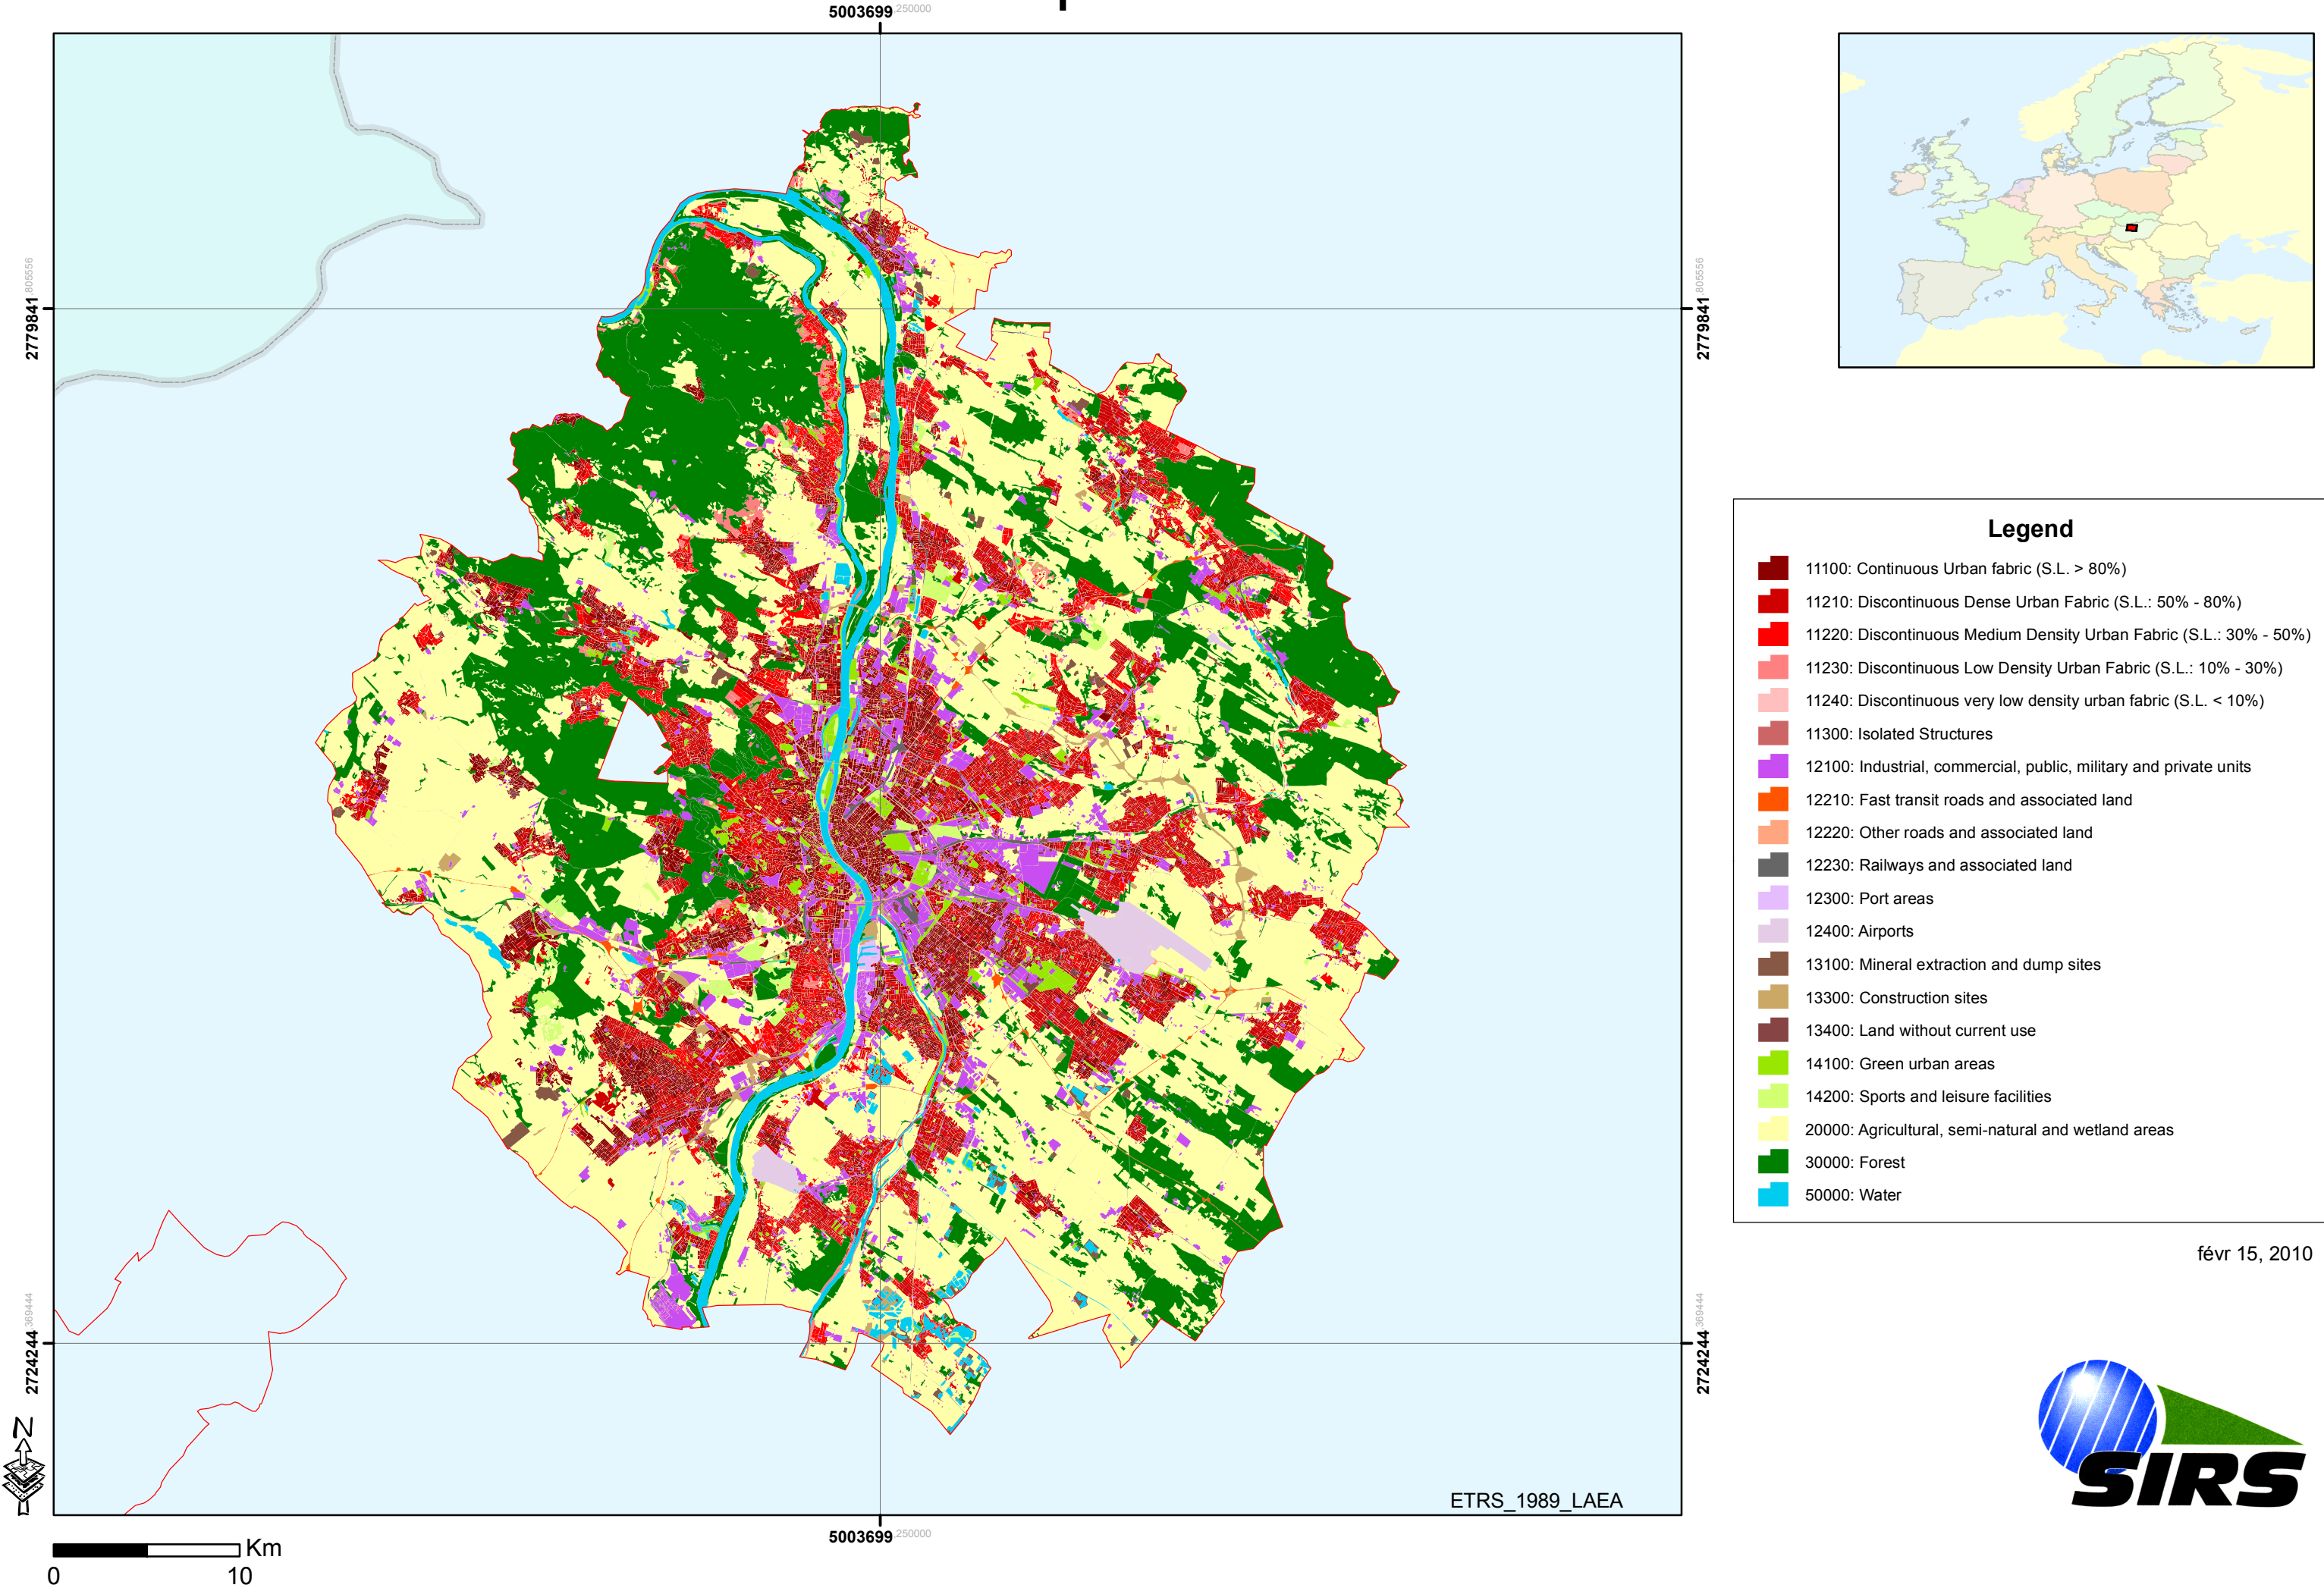 5003699.250000
2779841.805556
2779841.805556
Legend
11100: Continuous Urban fabric (S.L. > 80%)
11210: Discontinuous Dense Urban Fabric (S.L.: 50% - 80%)
11220: Discontinuous Medium Density Urban Fabric (S.L.: 30% - 50%)
11230: Discontinuous Low Density Urban Fabric (S.L.: 10% - 30%)
11240: Discontinuous very low density urban fabric (S.L. < 10%)
11300: Isolated Structures
12100: Industrial, commercial, public, military and private units
12210: Fast transit roads and associated land
12220: Other roads and associated land
12230: Railways and associated land
12300: Port areas
12400: Airports
13100: Mineral extraction and dump sites
13300: Construction sites
13400: Land without current use
14100: Green urban areas
14200: Sports and leisure facilities
20000: Agricultural, semi-natural and wetland areas
30000: Forest
50000: Water
févr 15, 2010
2724244.369444
2724244.369444
N
ETRS_1989_LAEA
SIRS
5003699.250000
Km
0 10